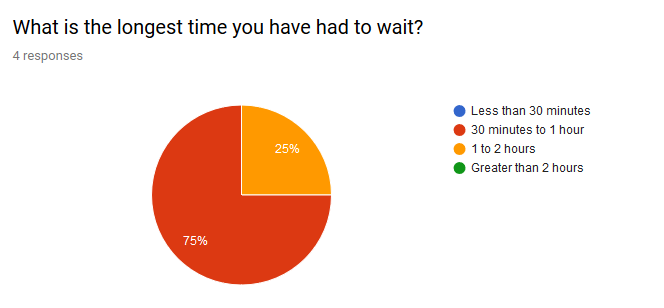 What is the longest time you have had to wait?
4 responses
25%
75%
Less than 30 minutes
30 minutes to 1 hour
1 to 2 hours
Greater than 2 hours